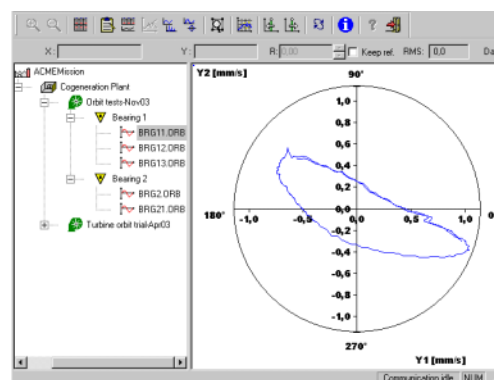 X: Y: R: 0,00 Keep ref. RMS: 0,0 Da
ACMEMission
Cogeneration Plant
Orbit tests-Nov03
Bearing 1
BRG11.ORB
BRG12.ORB
BRG13.ORB
Bearing 2
BRG2.ORB
BRG21.ORB
Turbine orbit trial-Apr03
Y2 [mm/s]
90°
1,0
0,8
0,6
0,4
0,2
180° -1,0 -0,5 0,0 0,5 1,0 0
-0,2
-0,4
-0,6
-0,8
-1,0
270°
Y1 [mm/s]
Communication idle NUM